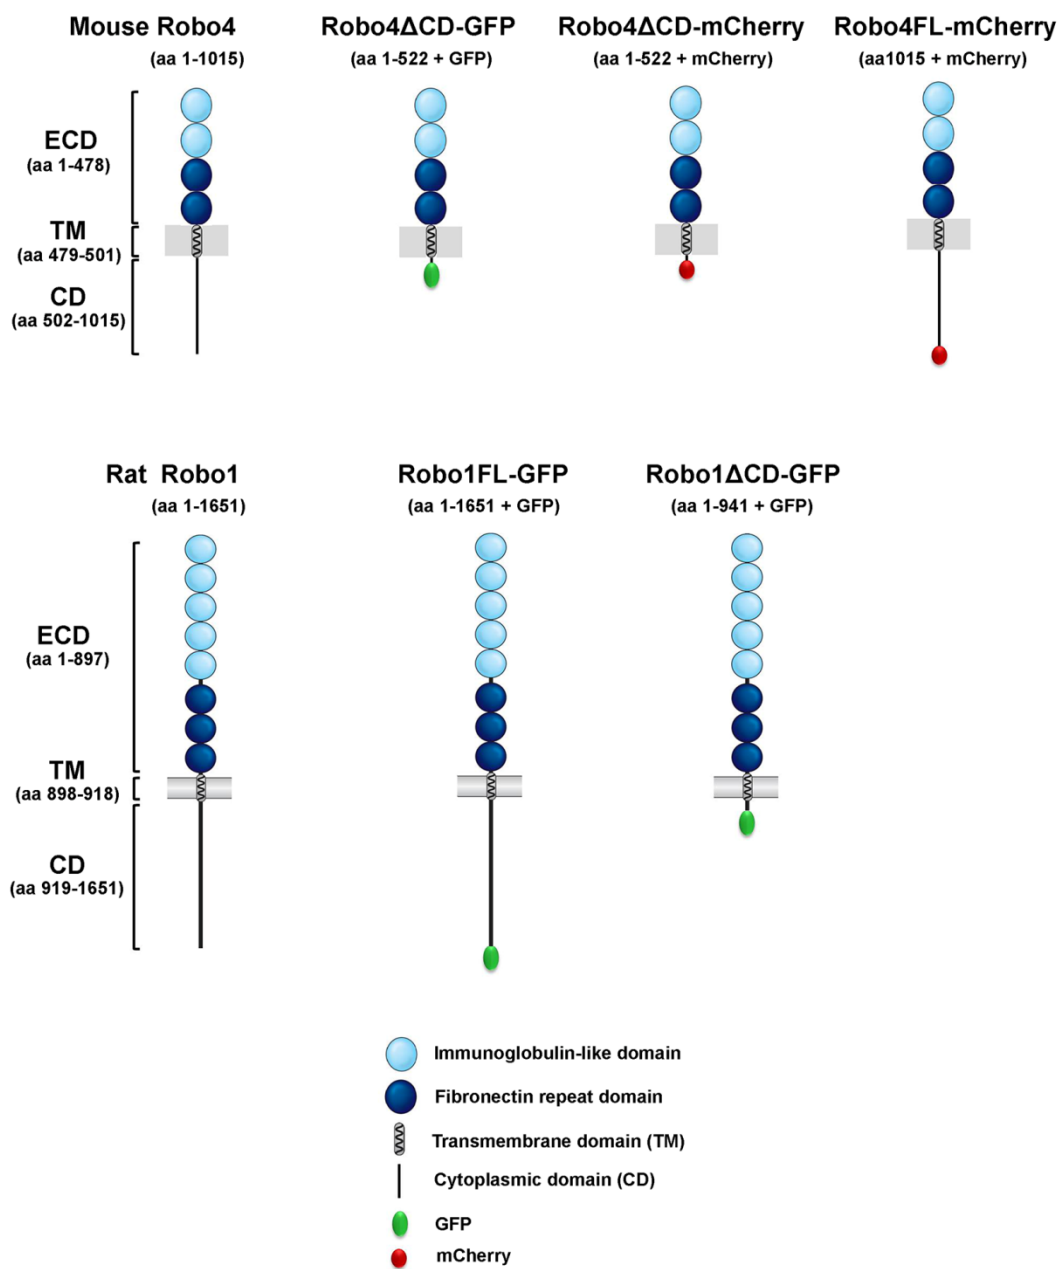 Mouse Robo4
(aa 1-1015)
Robo4ΔCD-GFP
(aa 1-522 + GFP)
Robo4ΔCD-mCherry
(aa 1-522 + mCherry)
Robo4FL-mCherry
(aa1015 + mCherry)
ECD
(aa 1-478)
TM
(aa 479-501)
CD
(aa 502-1015)
Rat Robo1
(aa 1-1651)
Robo1FL-GFP
(aa 1-1651 + GFP)
Robo1ΔCD-GFP
(aa 1-941 + GFP)
ECD
(aa 1-897)
TM
(aa 898-918)
CD
(aa 919-1651)
Immunoglobulin-like domain
Fibronectin repeat domain
Transmembrane domain (TM)
Cytoplasmic domain (CD)
GFP
mCherry